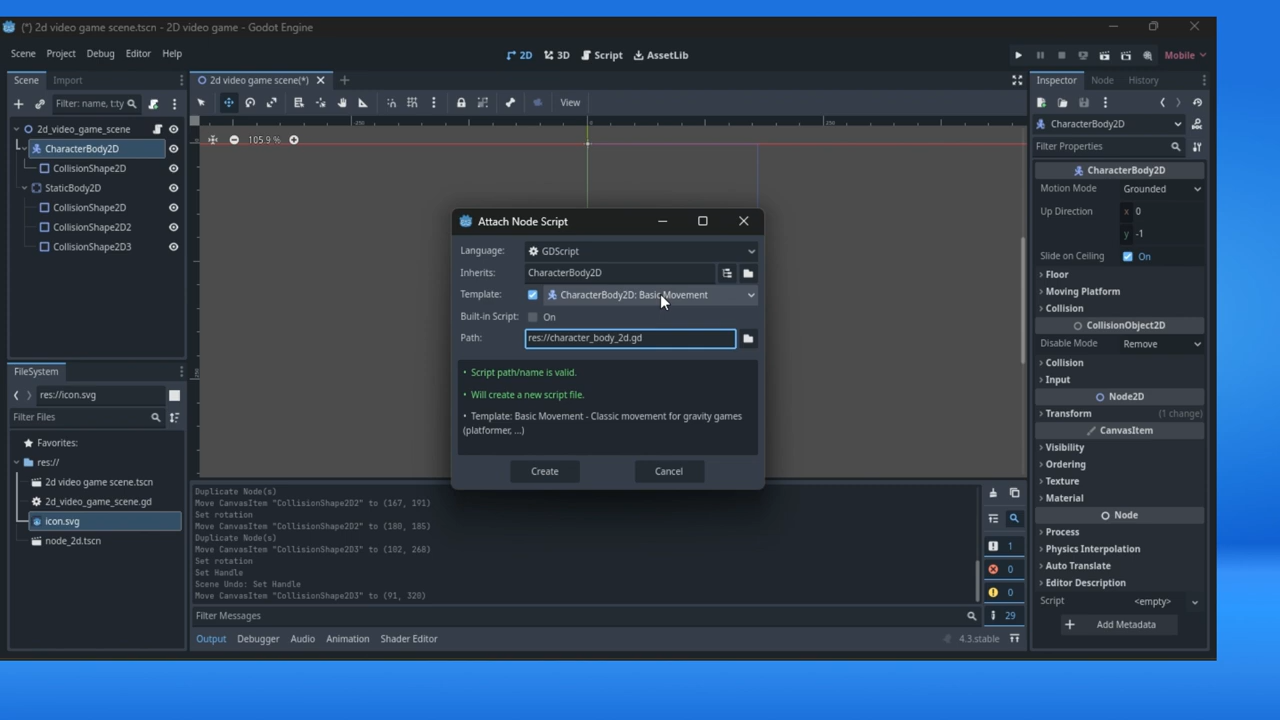 (*) 2d video game scene.tscn - 2D video game - Godot Engine
Scene Project Debug Editor Help
2D 3D Script AssetLib
Mobile
Scene Import
2d video game scene(*)
Inspector Node History
Filter: name, t:ty
View
2d_video_game_scene
CharacterBody2D
CollisionShape2D
StaticBody2D
CollisionShape2D
CollisionShape2D2
CollisionShape2D3
-250 0 250
105.9 %
Attach Node Script
Language: GDScript
Inherits: CharacterBody2D
Template: CharacterBody2D: Basic Movement
Built-in Script: On
Path: res://character_body_2d.gd
• Script path/name is valid.
• Will create a new script file.
• Template: Basic Movement - Classic movement for gravity games
(platformer, ...)
Create Cancel
CharacterBody2D
Filter Properties
CharacterBody2D
Motion Mode Grounded
Up Direction x 0
y -1
Slide on Ceiling On
Floor
Moving Platform
Collision
CollisionObject2D
Disable Mode Remove
Collision
Input
Node2D
Transform (1 change)
CanvasItem
Visibility
Ordering
Texture
Material
Node
Process
Physics Interpolation
Auto Translate
Editor Description
Script <empty>
Add Metadata
FileSystem
res://icon.svg
Filter Files
Favorites:
res://
2d video game scene.tscn
2d_video_game_scene.gd
icon.svg
node_2d.tscn
Duplicate Node(s)
Move CanvasItem "CollisionShape2D2" to (167, 191)
Set rotation
Move CanvasItem "CollisionShape2D2" to (180, 185)
Duplicate Node(s)
Move CanvasItem "CollisionShape2D3" to (102, 268)
Set rotation
Set Handle
Scene Undo: Set Handle
Move CanvasItem "CollisionShape2D3" to (91, 320)
1
0
0
29
Filter Messages
Output Debugger Audio Animation Shader Editor
4.3.stable